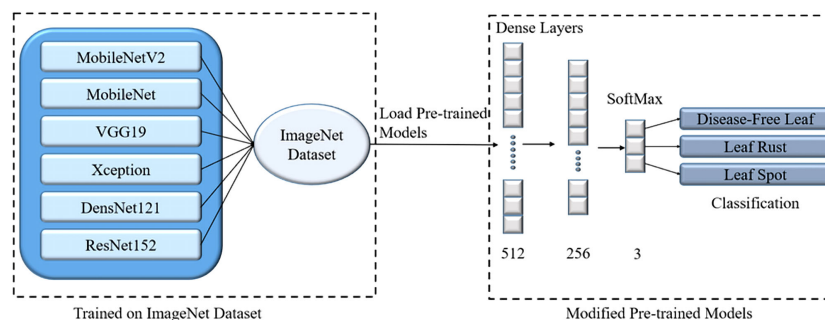 MobileNetV2
MobileNet
VGG19
Xception
DensNet121
ResNet152
ImageNet
Dataset
Load Pre-trained
Models
Dense Layers
SoftMax
Disease-Free Leaf
Leaf Rust
Leaf Spot
Classification
512
256
3
Trained on ImageNet Dataset
Modified Pre-trained Models